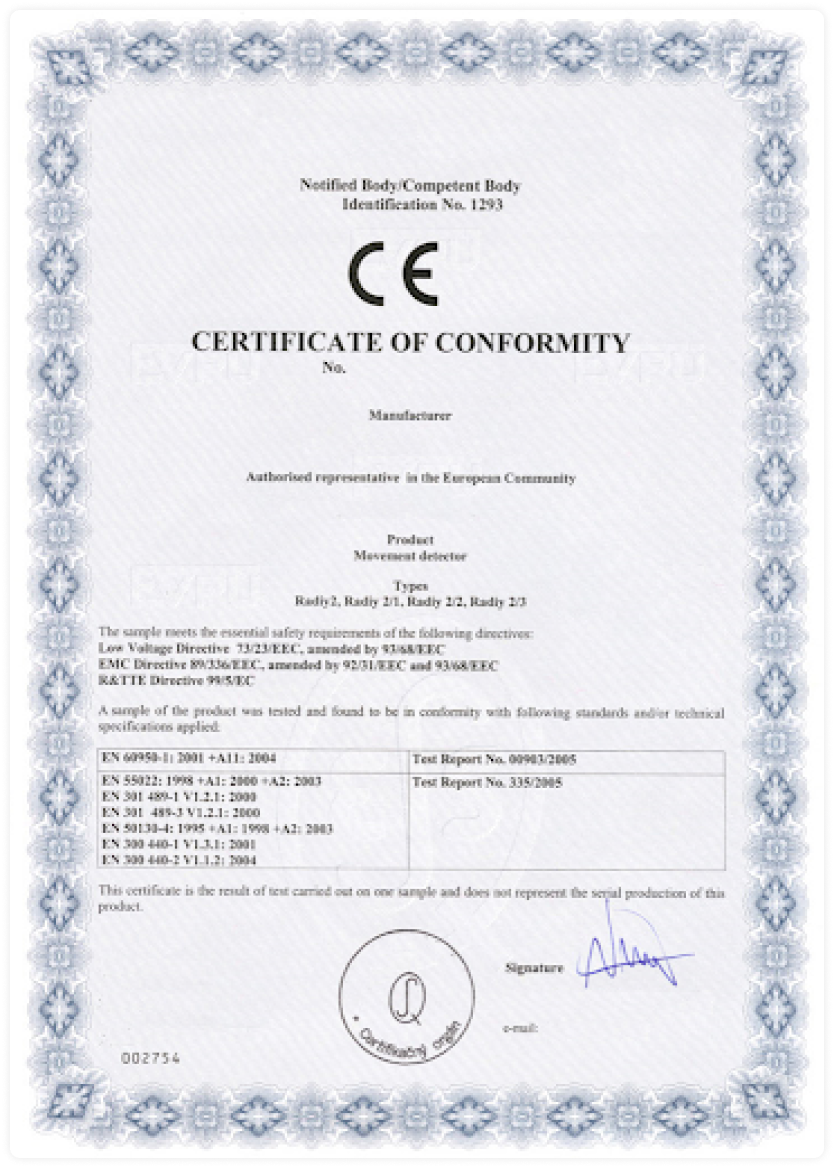 Notified Body/Competent Body
Identification No. 1293
CE
CERTIFICATE OF CONFORMITY
No.
Manufacturer
Authorised representative in the European Community
Product
Movement detector
Types
Radiy2, Radiy 2/1, Radiy 2/2, Radiy 2/3
The sample meets the essential safety requirements of the following directives:
Low Voltage Directive 73/23/EEC, amended by 93/68/EEC
EMC Directive 89/336/EEC, amended by 92/31/EEC and 93/68/EEC
R&TTE Directive 99/5/EC
A sample of the product was tested and found to be in conformity with following standards and/or technical
specifications applied:
EN 60950-1: 2001 +A11: 2004 Test Report No. 00903/2005
EN 55022: 1998 +A1: 2000 +A2: 2003 Test Report No. 335/2005
EN 301 489-1 V1.2.1: 2000
EN 301 489-3 V1.2.1: 2000
EN 50130-4: 1995 +A1: 1998 +A2: 2003
EN 300 440-1 V1.3.1: 2001
EN 300 440-2 V1.1.2: 2004
This certificate is the result of test carried out on one sample and does not represent the serial production of this
product.
Signature
Certifikačný orgán
e-mail:
002754